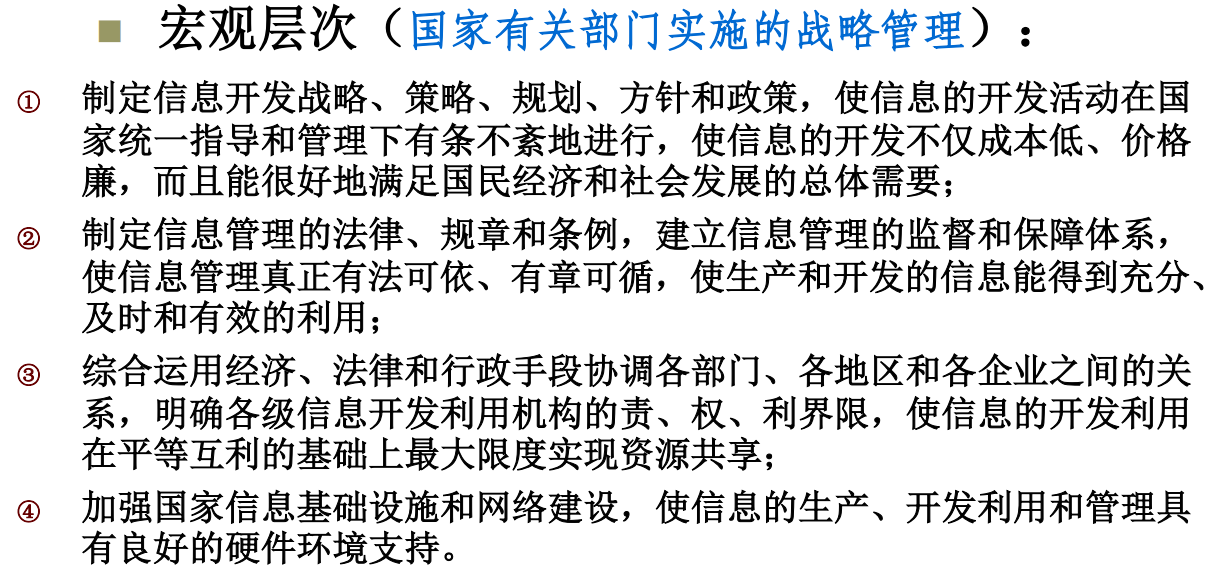 ■ 宏观层次（国家有关部门实施的战略管理）：
① 制定信息开发战略、策略、规划、方针和政策，使信息的开发活动在国
家统一指导和管理下有条不紊地进行，使信息的开发不仅成本低、价格
廉，而且能很好地满足国民经济和社会发展的总体需要；
② 制定信息管理的法律、规章和条例，建立信息管理的监督和保障体系，
使信息管理真正有法可依、有章可循，使生产和开发的信息能得到充分、
及时和有效的利用；
③ 综合运用经济、法律和行政手段协调各部门、各地区和各企业之间的关
系，明确各级信息开发利用机构的责、权、利界限，使信息的开发利用
在平等互利的基础上最大限度实现资源共享；
④ 加强国家信息基础设施和网络建设，使信息的生产、开发利用和管理具
有良好的硬件环境支持。